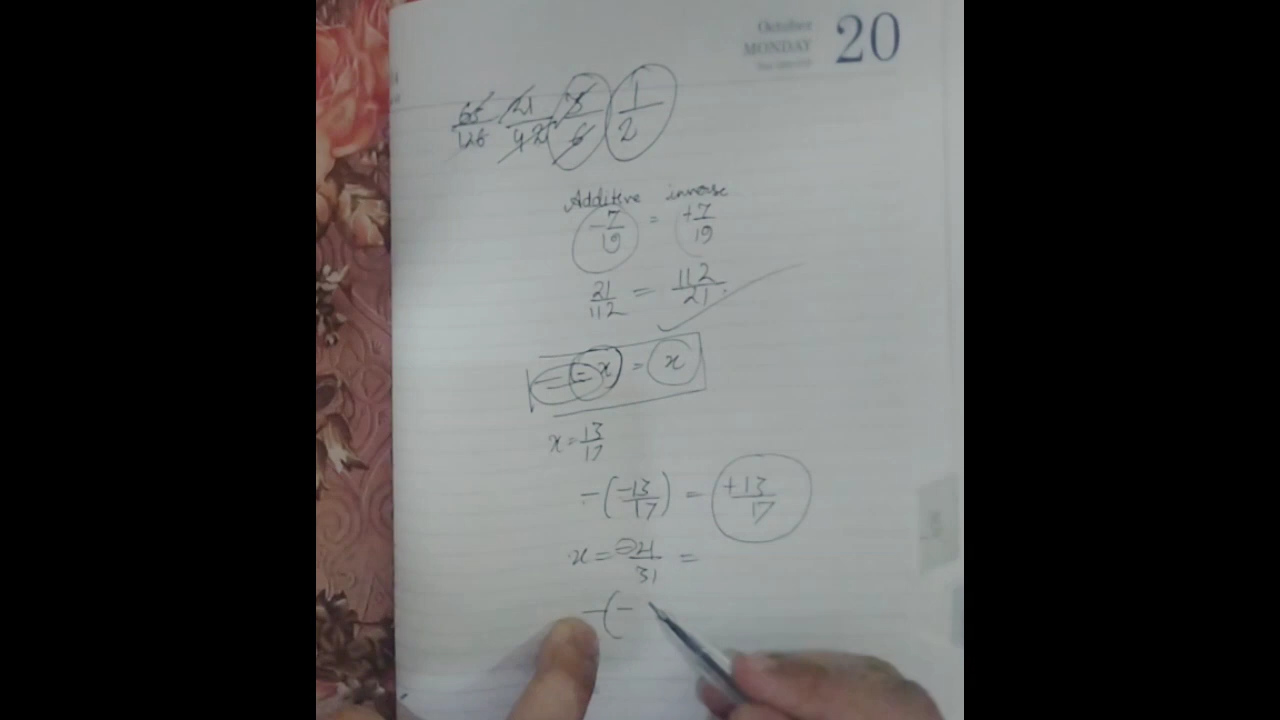 October
MONDAY 20
65/128 21/42 3/6 1/2
Additive inverse
-7/19 = +7/19
21/112 = 112/21
-x = x
x = 13/17
-(-13/17) = +13/17
x = -21/31 =
-(-